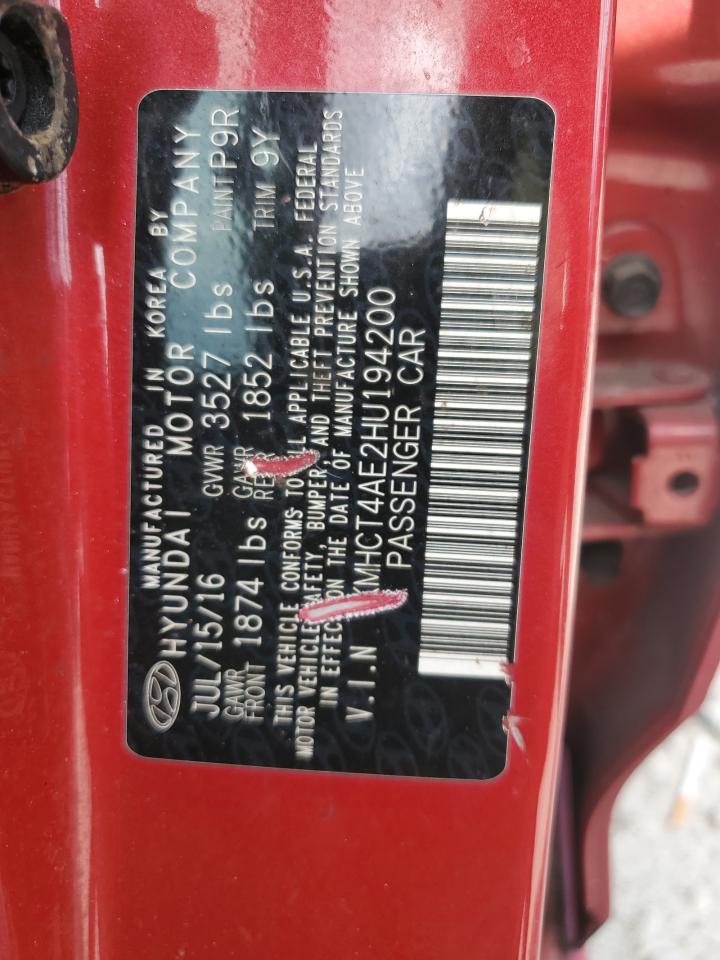 MANUFACTURED IN KOREA BY
HYUNDAI MOTOR COMPANY
JUL/15/16 GVWR 3527 lbs PAINT P9R
GAWR FRONT 1874 lbs GAWR 1852 lbs TRIM 9Y
THIS VEHICLE CONFORMS TO ALL APPLICABLE U.S.A. FEDERAL
MOTOR VEHICLE SAFETY, BUMPER AND THEFT PREVENTION STANDARDS
IN EFFECT ON THE DATE OF MANUFACTURE SHOWN ABOVE
V.I.N MHCT4AE2HU194200
PASSENGER CAR